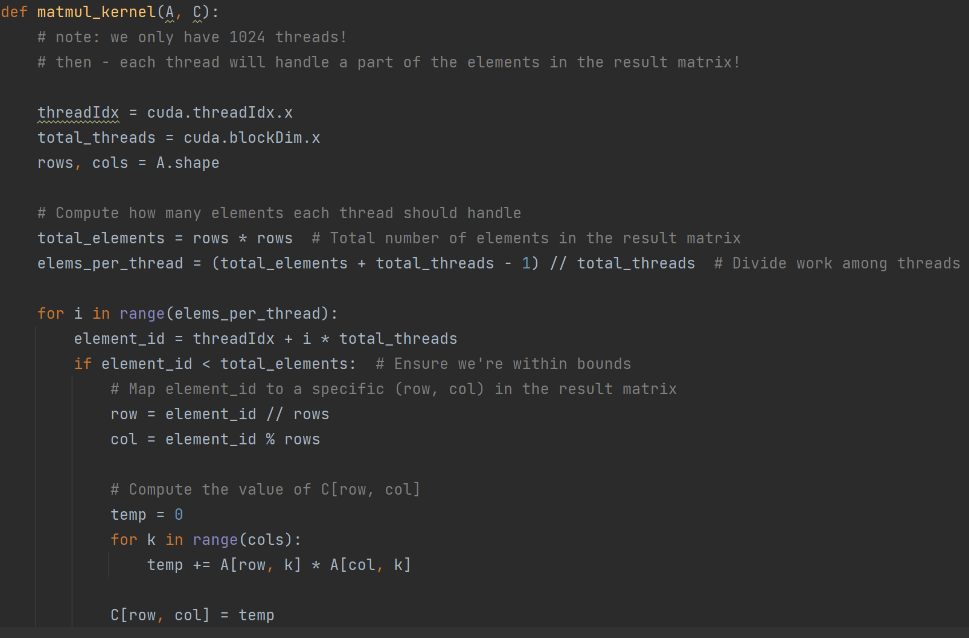 def matmul_kernel(A, C):
    # note: we only have 1024 threads!
    # then - each thread will handle a part of the elements in the result matrix!

    threadIdx = cuda.threadIdx.x
    total_threads = cuda.blockDim.x
    rows, cols = A.shape

    # Compute how many elements each thread should handle
    total_elements = rows * rows  # Total number of elements in the result matrix
    elems_per_thread = (total_elements + total_threads - 1) // total_threads  # Divide work among threads

    for i in range(elems_per_thread):
        element_id = threadIdx + i * total_threads
        if element_id < total_elements:  # Ensure we're within bounds
            # Map element_id to a specific (row, col) in the result matrix
            row = element_id // rows
            col = element_id % rows

            # Compute the value of C[row, col]
            temp = 0
            for k in range(cols):
                temp += A[row, k] * A[col, k]

            C[row, col] = temp